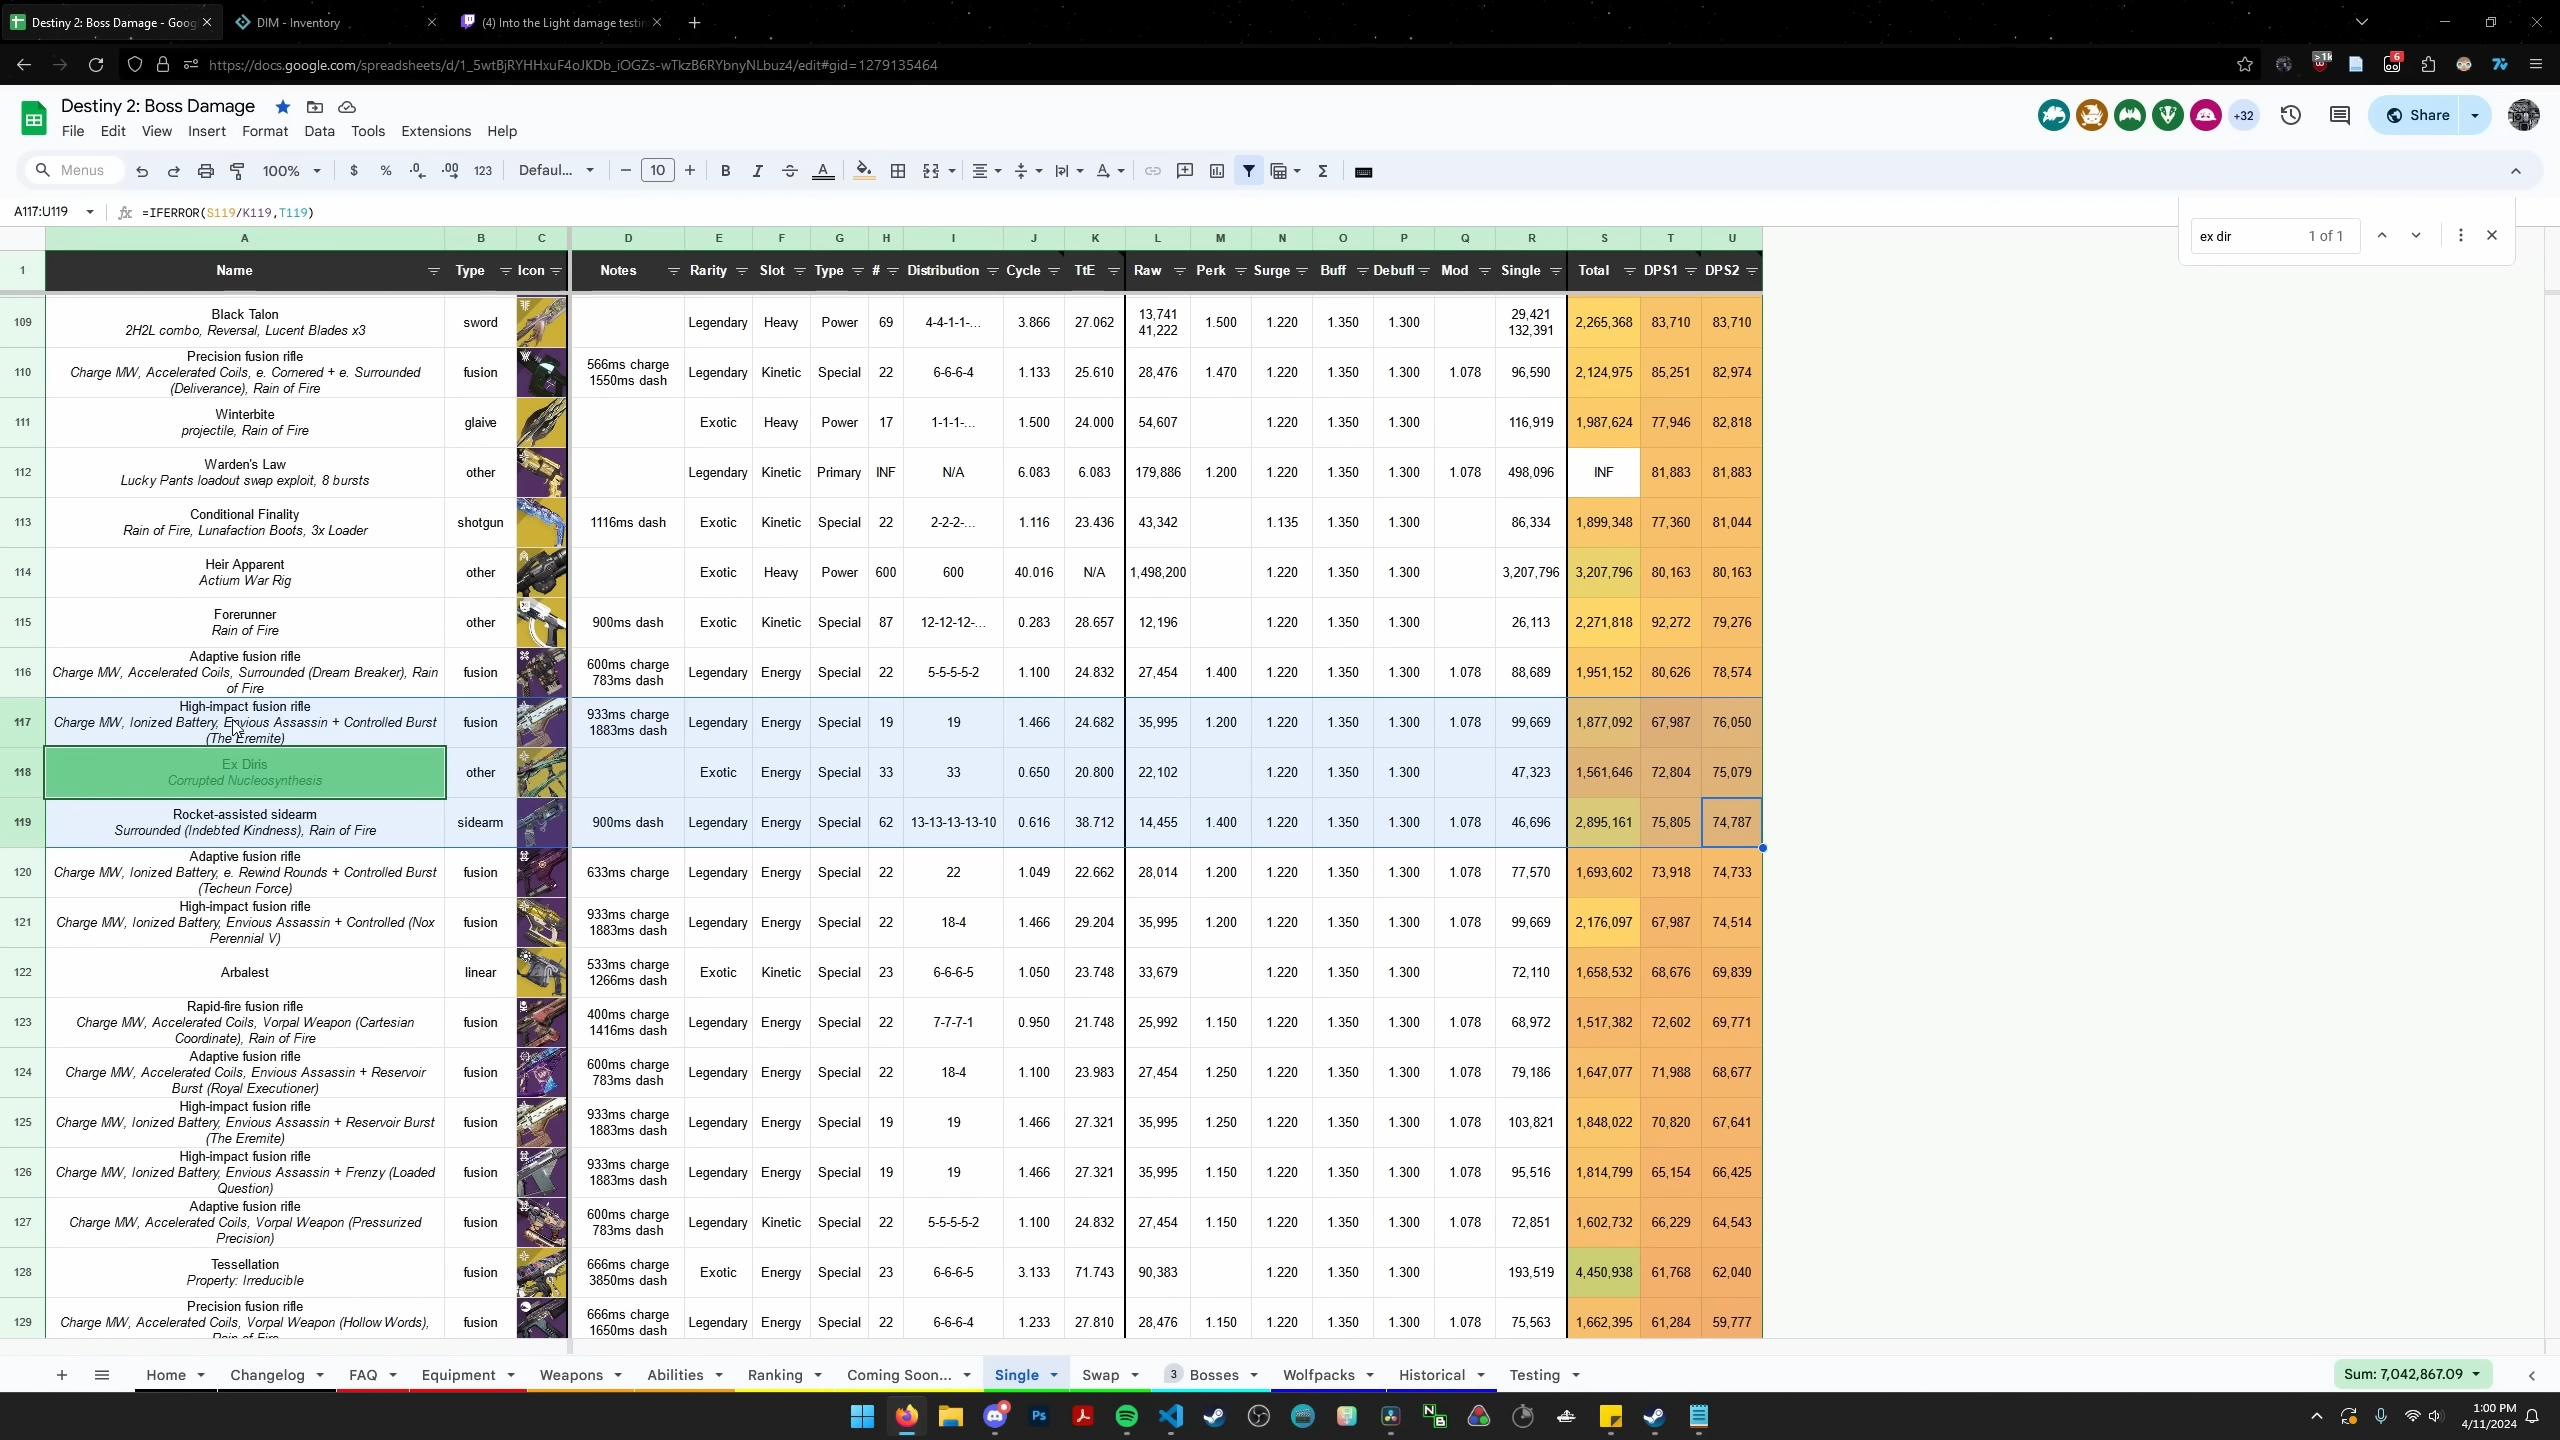 Destiny 2: Boss Damage - Goog
DIM - Inventory
(4) Into the Light damage testin
https://docs.google.com/spreadsheets/d/1_5wtBjRYHHxuF4oJKDb_iOGZs-wTkzB6RYbnyNLbuz4/edit#gid=1279135464
>1k
6
Destiny 2: Boss Damage
File Edit View Insert Format Data Tools Extensions Help
+32
Share
Menus 100% $ % .0 .00 123 Defaul... 10 B I
A117:U119 =IFERROR(S119/K119,T119)
ex dir 1 of 1
A B C D E F G H I J K L M N O P Q R S T U
1 Name Type Icon Notes Rarity Slot Type # Distribution Cycle TtE Raw Perk Surge Buff Debuff Mod Single Total DPS1 DPS2
109 Black Talon 2H2L combo, Reversal, Lucent Blades x3 sword Legendary Heavy Power 69 4-4-1-1-... 3.866 27.062 13,741 41,222 1.500 1.220 1.350 1.300 29,421 132,391 2,265,368 83,710 83,710
110 Precision fusion rifle Charge MW, Accelerated Coils, e. Cornered + e. Surrounded (Deliverance), Rain of Fire fusion 566ms charge 1550ms dash Legendary Kinetic Special 22 6-6-6-4 1.133 25.610 28,476 1.470 1.220 1.350 1.300 1.078 96,590 2,124,975 85,251 82,974
111 Winterbite projectile, Rain of Fire glaive Exotic Heavy Power 17 1-1-1-... 1.500 24.000 54,607 1.220 1.350 1.300 116,919 1,987,624 77,946 82,818
112 Warden's Law Lucky Pants loadout swap exploit, 8 bursts other Legendary Kinetic Primary INF N/A 6.083 6.083 179,886 1.200 1.220 1.350 1.300 1.078 498,096 INF 81,883 81,883
113 Conditional Finality Rain of Fire, Lunafaction Boots, 3x Loader shotgun 1116ms dash Exotic Kinetic Special 22 2-2-2-... 1.116 23.436 43,342 1.135 1.350 1.300 86,334 1,899,348 77,360 81,044
114 Heir Apparent Actium War Rig other Exotic Heavy Power 600 600 40.016 N/A 1,498,200 1.220 1.350 1.300 3,207,796 3,207,796 80,163 80,163
115 Forerunner Rain of Fire other 900ms dash Exotic Kinetic Special 87 12-12-12-... 0.283 28.657 12,196 1.220 1.350 1.300 26,113 2,271,818 92,272 79,276
116 Adaptive fusion rifle Charge MW, Accelerated Coils, Surrounded (Dream Breaker), Rain of Fire fusion 600ms charge 783ms dash Legendary Energy Special 22 5-5-5-5-2 1.100 24.832 27,454 1.400 1.220 1.350 1.300 1.078 88,689 1,951,152 80,626 78,574
117 High-impact fusion rifle Charge MW, Ionized Battery, Envious Assassin + Controlled Burst (The Eremite) fusion 933ms charge 1883ms dash Legendary Energy Special 19 19 1.466 24.682 35,995 1.200 1.220 1.350 1.300 1.078 99,669 1,877,092 67,987 76,050
118 Ex Diris Corrupted Nucleosynthesis other Exotic Energy Special 33 33 0.650 20.800 22,102 1.220 1.350 1.300 47,323 1,561,646 72,804 75,079
119 Rocket-assisted sidearm Surrounded (Indebted Kindness), Rain of Fire sidearm 900ms dash Legendary Energy Special 62 13-13-13-13-10 0.616 38.712 14,455 1.400 1.220 1.350 1.300 1.078 46,696 2,895,161 75,805 74,787
120 Adaptive fusion rifle Charge MW, Ionized Battery, e. Rewind Rounds + Controlled Burst (Techeun Force) fusion 633ms charge Legendary Energy Special 22 22 1.049 22.662 28,014 1.200 1.220 1.350 1.300 1.078 77,570 1,693,602 73,918 74,733
121 High-impact fusion rifle Charge MW, Ionized Battery, Envious Assassin + Controlled (Nox Perennial V) fusion 933ms charge 1883ms dash Legendary Energy Special 22 18-4 1.466 29.204 35,995 1.200 1.220 1.350 1.300 1.078 99,669 2,176,097 67,987 74,514
122 Arbalest linear 533ms charge 1266ms dash Exotic Kinetic Special 23 6-6-6-5 1.050 23.748 33,679 1.220 1.350 1.300 72,110 1,658,532 68,676 69,839
123 Rapid-fire fusion rifle Charge MW, Accelerated Coils, Vorpal Weapon (Cartesian Coordinate), Rain of Fire fusion 400ms charge 1416ms dash Legendary Energy Special 22 7-7-7-1 0.950 21.748 25,992 1.150 1.220 1.350 1.300 1.078 68,972 1,517,382 72,602 69,771
124 Adaptive fusion rifle Charge MW, Accelerated Coils, Envious Assassin + Reservoir Burst (Royal Executioner) fusion 600ms charge 783ms dash Legendary Energy Special 22 18-4 1.100 23.983 27,454 1.250 1.220 1.350 1.300 1.078 79,186 1,647,077 71,988 68,677
125 High-impact fusion rifle Charge MW, Ionized Battery, Envious Assassin + Reservoir Burst (The Eremite) fusion 933ms charge 1883ms dash Legendary Energy Special 19 19 1.466 27.321 35,995 1.250 1.220 1.350 1.300 1.078 103,821 1,848,022 70,820 67,641
126 High-impact fusion rifle Charge MW, Ionized Battery, Envious Assassin + Frenzy (Loaded Question) fusion 933ms charge 1883ms dash Legendary Energy Special 19 19 1.466 27.321 35,995 1.150 1.220 1.350 1.300 1.078 95,516 1,814,799 65,154 66,425
127 Adaptive fusion rifle Charge MW, Accelerated Coils, Vorpal Weapon (Pressurized Precision) fusion 600ms charge 783ms dash Legendary Kinetic Special 22 5-5-5-5-2 1.100 24.832 27,454 1.150 1.220 1.350 1.300 1.078 72,851 1,602,732 66,229 64,543
128 Tessellation Property: Irreducible fusion 666ms charge 3850ms dash Exotic Energy Special 23 6-6-6-5 3.133 71.743 90,383 1.220 1.350 1.300 193,519 4,450,938 61,768 62,040
129 Precision fusion rifle Charge MW, Accelerated Coils, Vorpal Weapon (Hollow Words), Rain of Fire fusion 666ms charge 1650ms dash Legendary Energy Special 22 6-6-6-4 1.233 27.810 28,476 1.150 1.220 1.350 1.300 1.078 75,563 1,662,395 61,284 59,777
Home Changelog FAQ Equipment Weapons Abilities Ranking Coming Soon... Single Swap 3 Bosses Wolfpacks Historical Testing Sum: 7,042,867.09
Ps
1:00 PM
4/11/2024